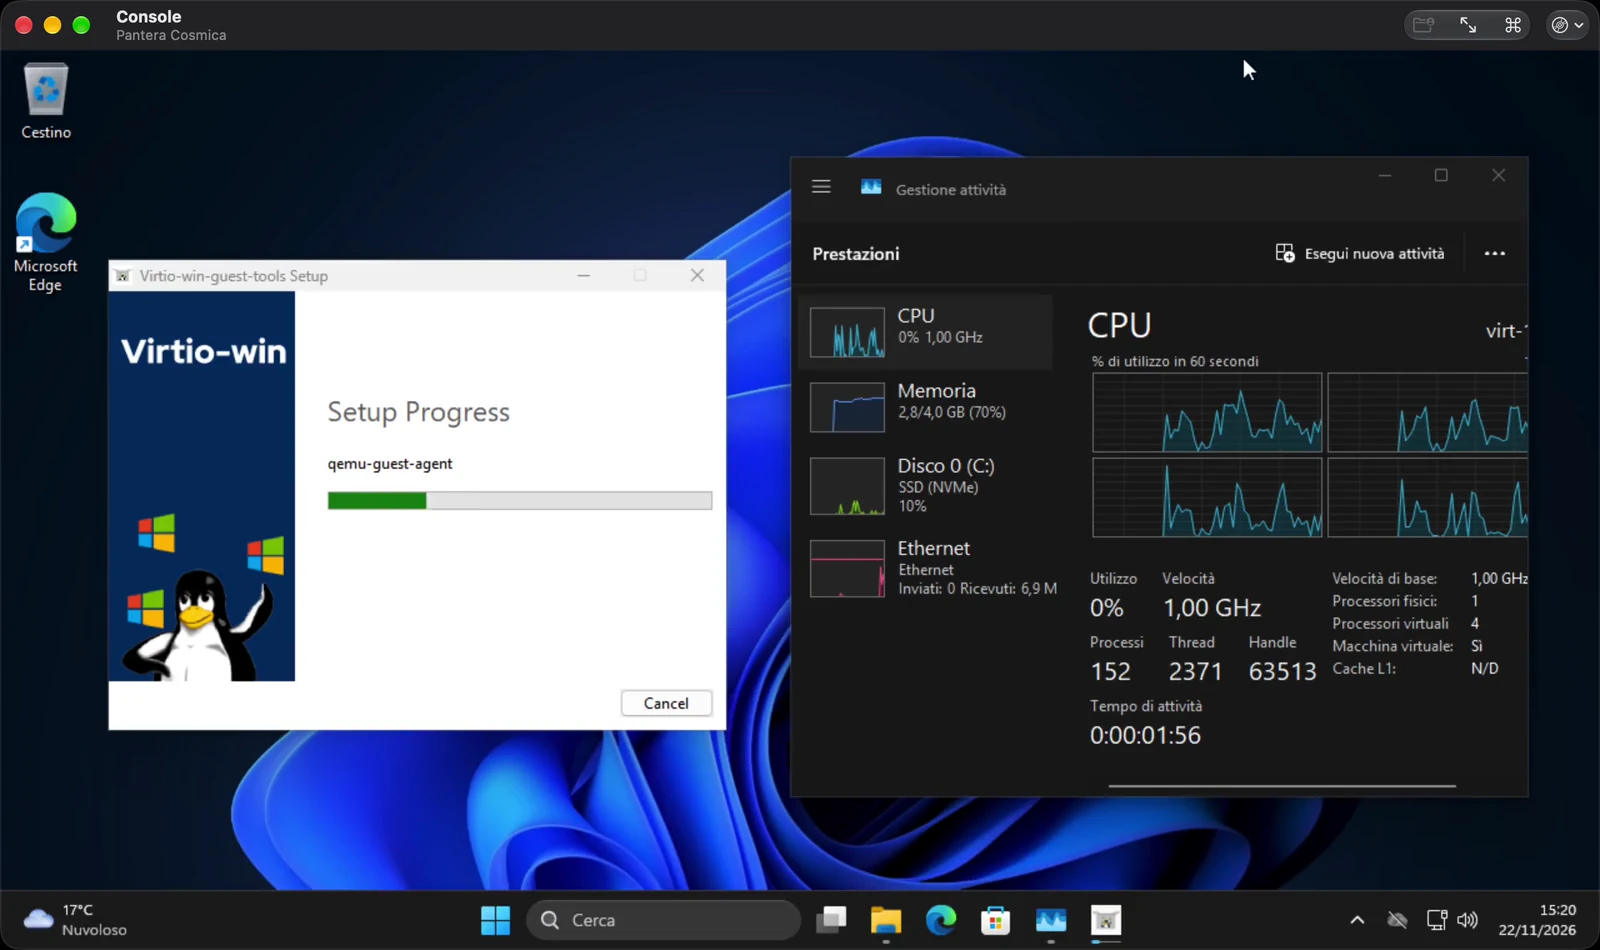 Console
Pantera Cosmica
Cestino
Microsoft
Edge
Virtio-win-guest-tools Setup
Virtio-win
Setup Progress
qemu-guest-agent
Cancel
Gestione attività
Prestazioni
Esegui nuova attività
CPU
0% 1,00 GHz
Memoria
2,8/4,0 GB (70%)
Disco 0 (C:)
SSD (NVMe)
10%
Ethernet
Ethernet
Inviati: 0 Ricevuti: 6,9 M
CPU
virt-
% di utilizzo in 60 secondi
Utilizzo Velocità
0% 1,00 GHz
Processi Thread Handle
152 2371 63513
Tempo di attività
0:00:01:56
Velocità di base: 1,00 GHz
Processori fisici: 1
Processori virtuali 4
Macchina virtuale: Sì
Cache L1: N/D
17°C
Nuvoloso
Cerca
15:20
22/11/2026